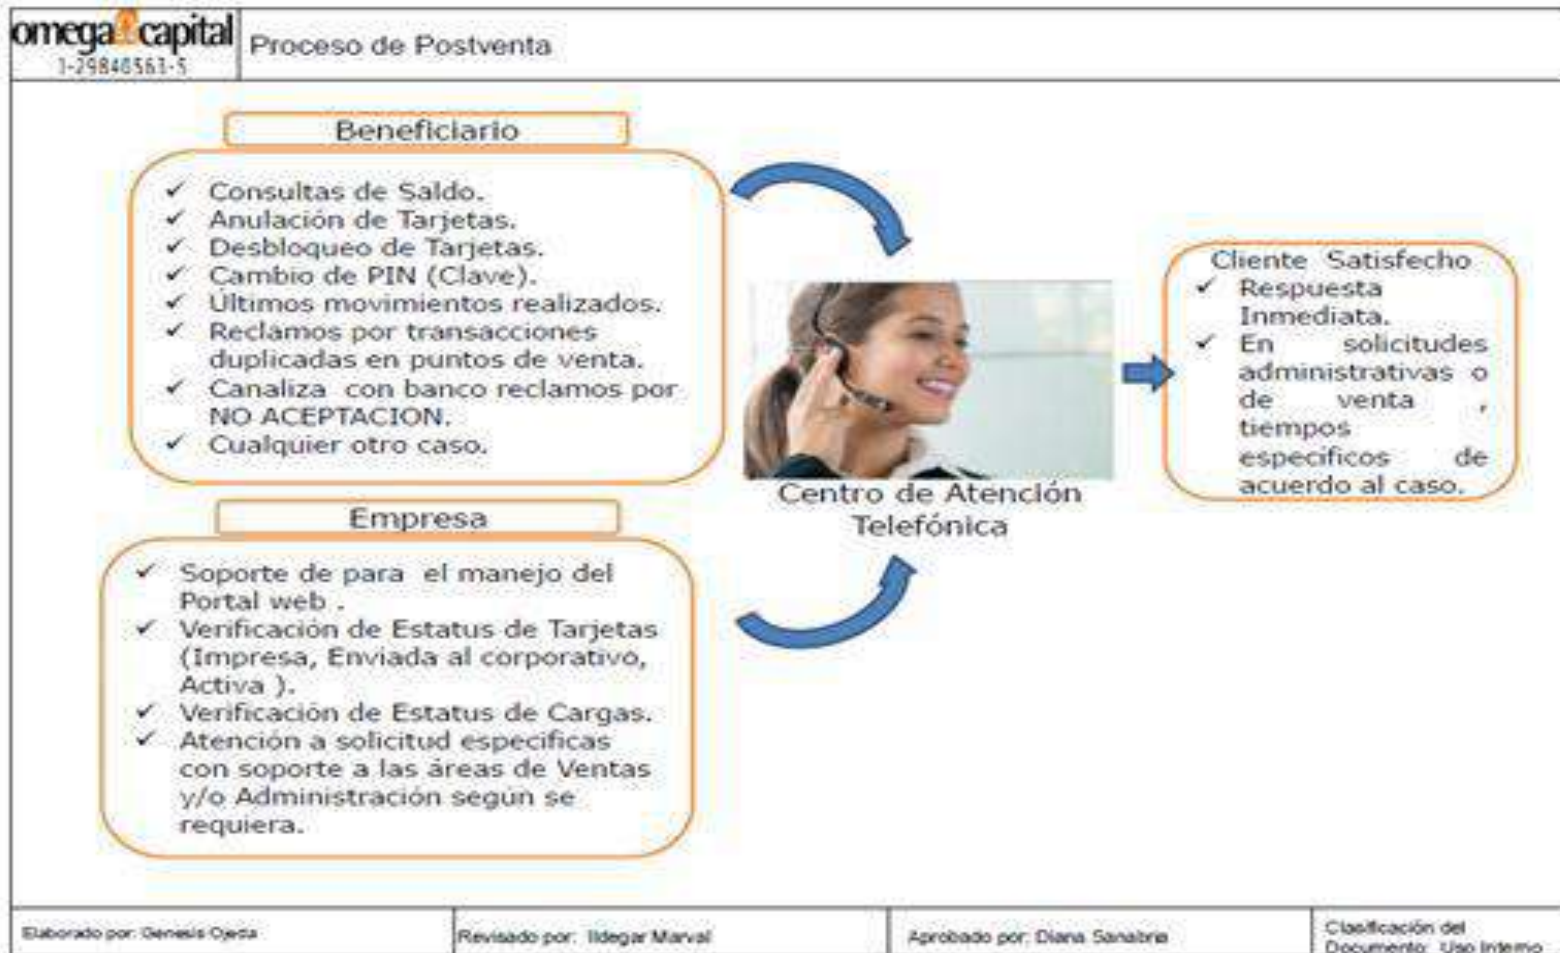 omega capital
Proceso de Postventa
Beneficiario
✓ Consultas de Saldo.
✓ Anulación de Tarjetas.
✓ Desbloqueo de Tarjetas.
✓ Cambio de PIN (Clave).
✓ Últimos movimientos realizados.
✓ Reclamos por transacciones
duplicadas en puntos de venta.
✓ Canaliza con banco reclamos por
NO ACEPTACION.
✓ Cualquier otro caso.
Empresa
✓ Soporte de para el manejo del
Portal web .
✓ Verificación de Estatus de Tarjetas
(Impresa, Enviada al corporativo,
Activa ).
✓ Verificación de Estatus de Cargas.
✓ Atención a solicitud especificas
con soporte a las áreas de Ventas
y/o Administración según se
requiera.
Centro de Atención
Telefónica
Cliente Satisfecho
✓ Respuesta
Inmediata.
✓ En solicitudes
administrativas o
de venta ,
tiempos
específicos de
acuerdo al caso.
Elaborado por: Genesis Ojeda
Revisado por: Ildegar Marval
Aprobado por: Diana Sanabria
Clasificación del
Documento: Uso Interno